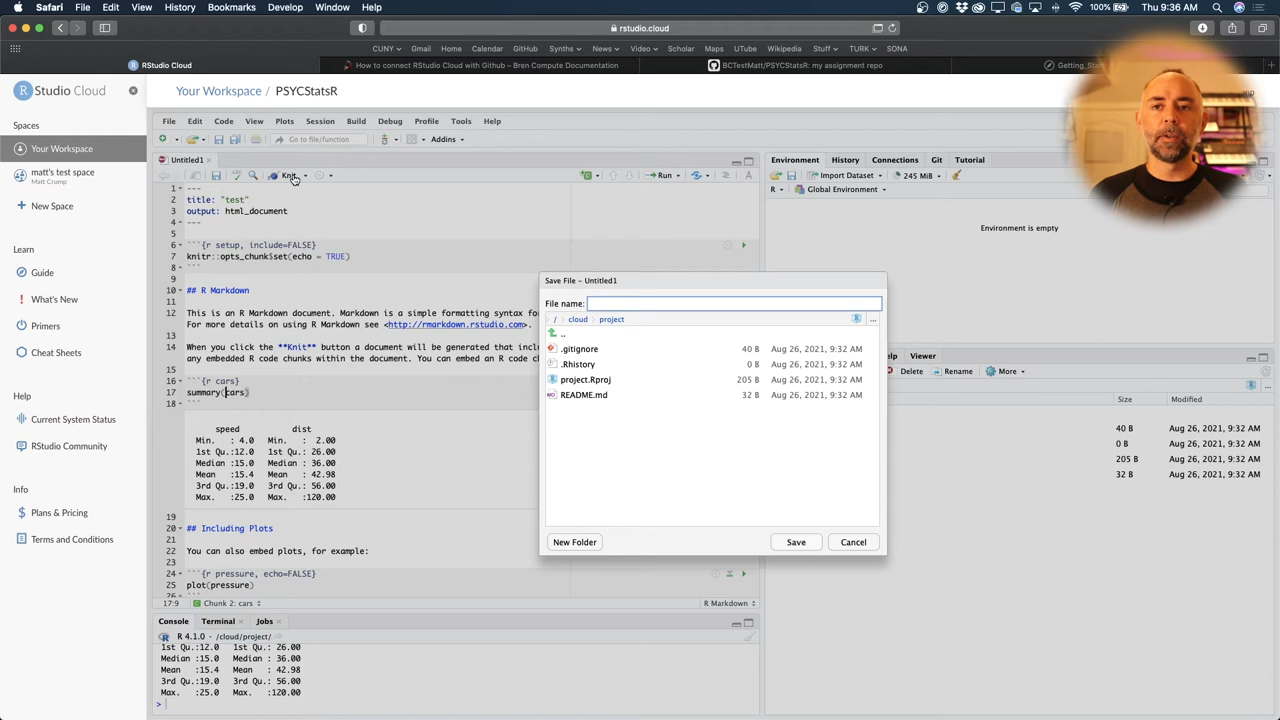 Safari File Edit View History Bookmarks Develop Window Help 100% Thu 9:36 AM
rstudio.cloud
CUNY Gmail Home Calendar GitHub Synths News Video Scholar Maps UTube Wikipedia Stuff TURK SONA
RStudio Cloud How to connect RStudio Cloud with Github – Bren Compute Documentation BCTestMatt/PSYCStatsR: my assignment repo Getting_Sta
R Studio Cloud
Spaces
Your Workspace
matt's test space
Matt Crump
New Space
Learn
Guide
What's New
Primers
Cheat Sheets
Help
Current System Status
RStudio Community
Info
Plans & Pricing
Terms and Conditions
Your Workspace / PSYCStatsR
File Edit Code View Plots Session Build Debug Profile Tools Help
Go to file/function Addins
Untitled1
Knit Run
1 ---
2 title: "test"
3 output: html_document
4 ---
5
6 ```{r setup, include=FALSE}
7 knitr::opts_chunk$set(echo = TRUE)
8 ```
9
10 ## R Markdown
11
12 This is an R Markdown document. Markdown is a simple formatting syntax for
For more details on using R Markdown see <http://rmarkdown.rstudio.com>.
13
14 When you click the **Knit** button a document will be generated that inclu
any embedded R code chunks within the document. You can embed an R code ch
15
16 ```{r cars}
17 summary(cars)
18 ```
speed dist
Min. : 4.0 Min. : 2.00
1st Qu.:12.0 1st Qu.: 26.00
Median :15.0 Median : 36.00
Mean :15.4 Mean : 42.98
3rd Qu.:19.0 3rd Qu.: 56.00
Max. :25.0 Max. :120.00
19
20 ## Including Plots
21
22 You can also embed plots, for example:
23
24 ```{r pressure, echo=FALSE}
25 plot(pressure)
17:9 Chunk 2: cars R Markdown
Console Terminal Jobs
R 4.1.0 · /cloud/project/
1st Qu.:12.0 1st Qu.: 26.00
Median :15.0 Median : 36.00
Mean :15.4 Mean : 42.98
3rd Qu.:19.0 3rd Qu.: 56.00
Max. :25.0 Max. :120.00
>
Save File – Untitled1
File name:
/ cloud project ...
..
.gitignore 40 B Aug 26, 2021, 9:32 AM
.Rhistory 0 B Aug 26, 2021, 9:32 AM
project.Rproj 205 B Aug 26, 2021, 9:32 AM
README.md 32 B Aug 26, 2021, 9:32 AM
New Folder Save Cancel
Environment History Connections Git Tutorial
Import Dataset 245 MiB
R Global Environment
Environment is empty
elp Viewer
Delete Rename More
...
Size Modified
40 B Aug 26, 2021, 9:32 AM
0 B Aug 26, 2021, 9:32 AM
205 B Aug 26, 2021, 9:32 AM
32 B Aug 26, 2021, 9:32 AM